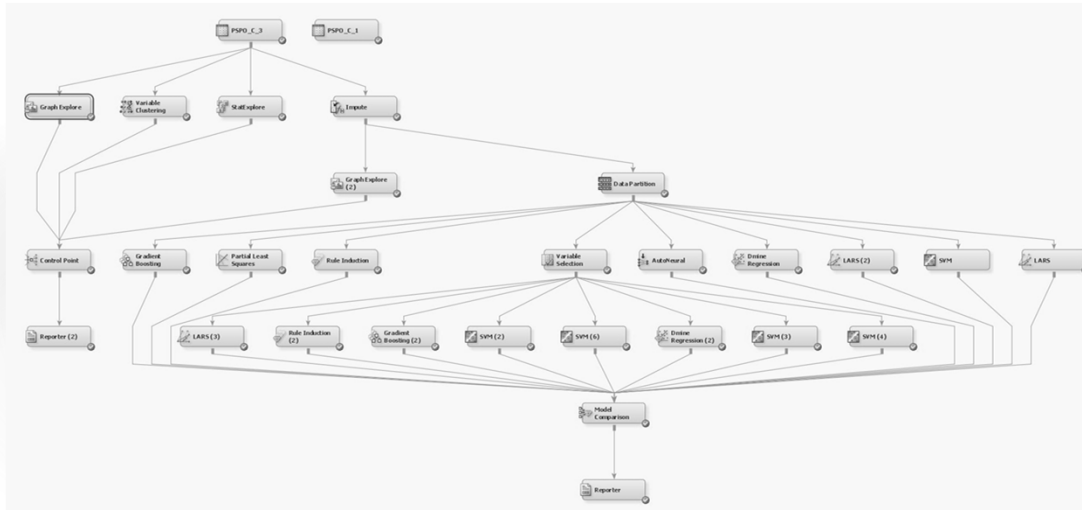 PSPO_C_3
PSPO_C_1
Graph Explore
Variable
Clustering
StatExplore
Impute
Graph Explore
(2)
Data Partition
Control Point
Gradient
Boosting
Partial Least
Squares
Rule Induction
Variable
Selection
AutoNeural
Dmine
Regression
LARS (2)
SVM
LARS
Reporter (2)
LARS (3)
Rule Induction
(2)
Gradient
Boosting (2)
SVM (2)
SVM (6)
Dmine
Regression (2)
SVM (3)
SVM (4)
Model
Comparison
Reporter